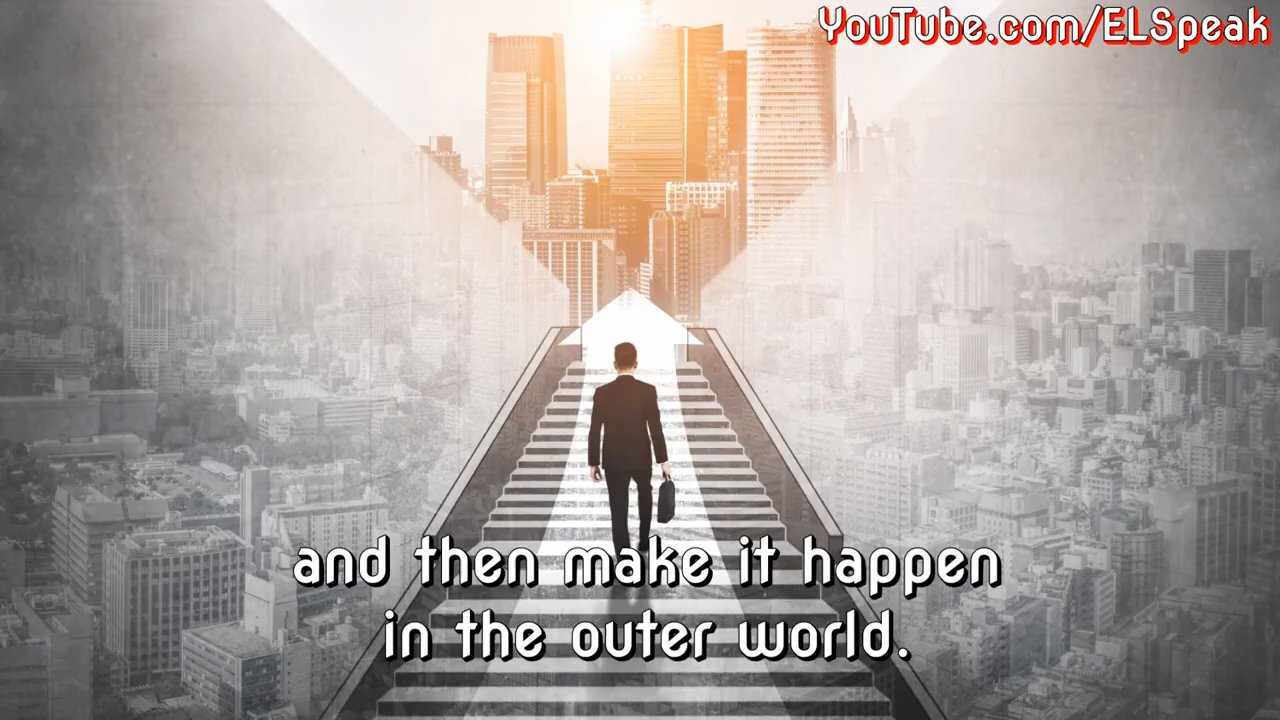 YouTube.com/ELSpeak
and then make it happen
in the outer world.